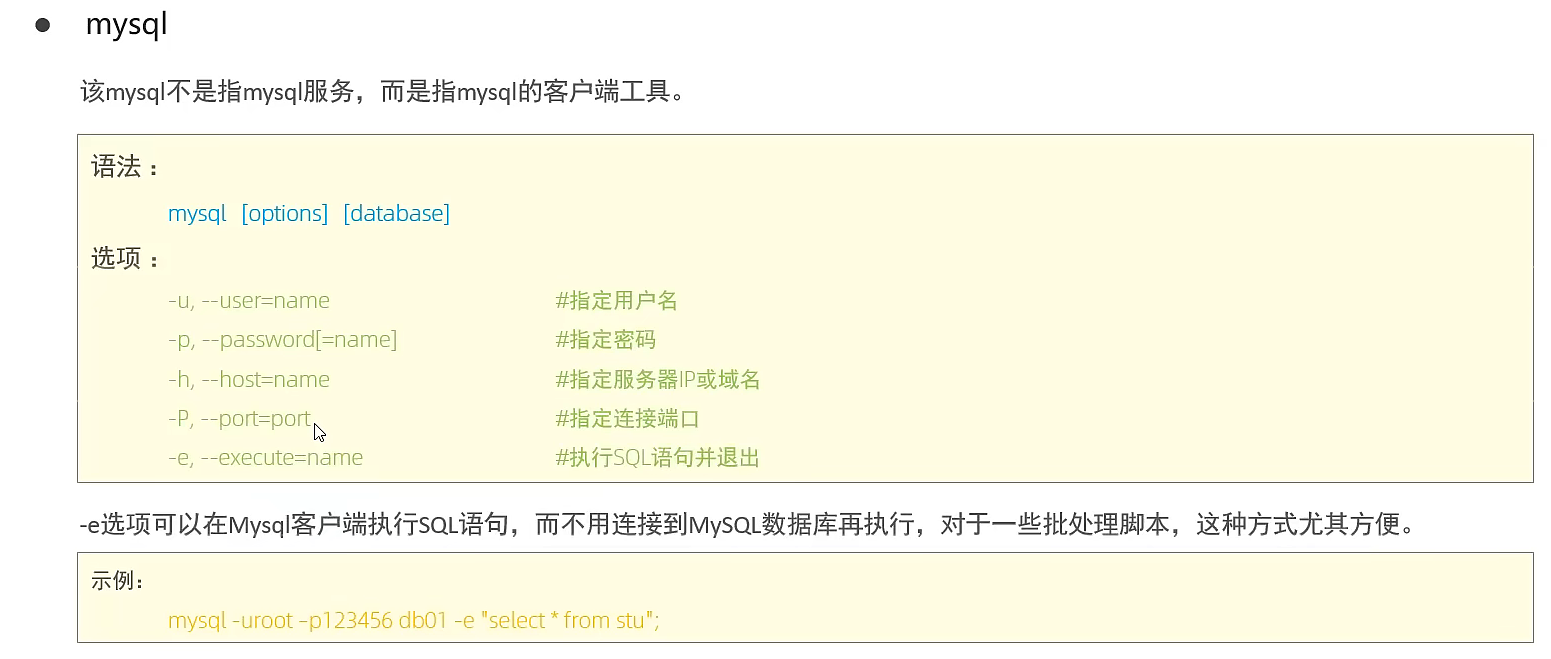 ● mysql
该mysql不是指mysql服务，而是指mysql的客户端工具。
语法 ：
mysql [options] [database]
选项 ：
-u, --user=name #指定用户名
-p, --password[=name] #指定密码
-h, --host=name #指定服务器IP或域名
-P, --port=port #指定连接端口
-e, --execute=name #执行SQL语句并退出
-e选项可以在Mysql客户端执行SQL语句，而不用连接到MySQL数据库再执行，对于一些批处理脚本，这种方式尤其方便。
示例：
mysql -uroot –p123456 db01 -e "select * from stu";